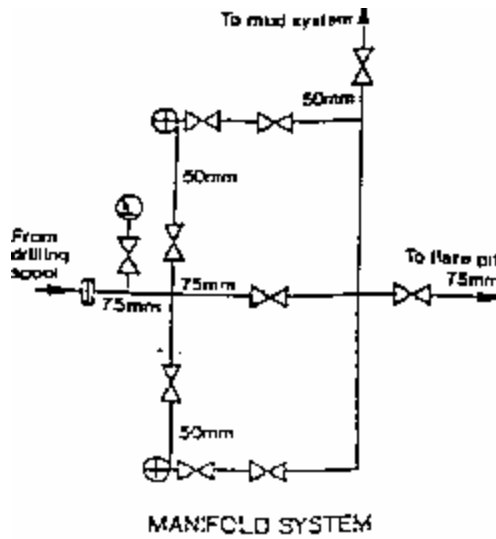 To mud system
50mm
50mm
From
drilling
spool
75mm
75mm
To flare pit
75mm
50mm
MANIFOLD SYSTEM